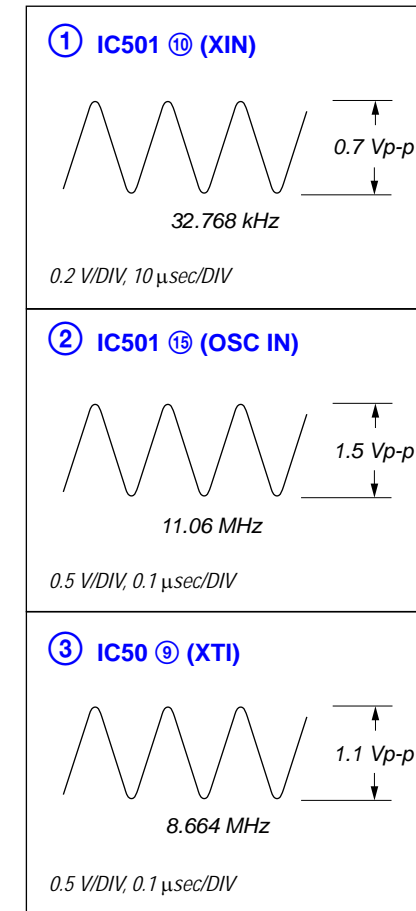 ① IC501 ⑩ (XIN)
0.7 Vp-p
32.768 kHz
0.2 V/DIV, 10 μsec/DIV
② IC501 ⑮ (OSC IN)
1.5 Vp-p
11.06 MHz
0.5 V/DIV, 0.1 μsec/DIV
③ IC50 ⑨ (XTI)
1.1 Vp-p
8.664 MHz
0.5 V/DIV, 0.1 μsec/DIV